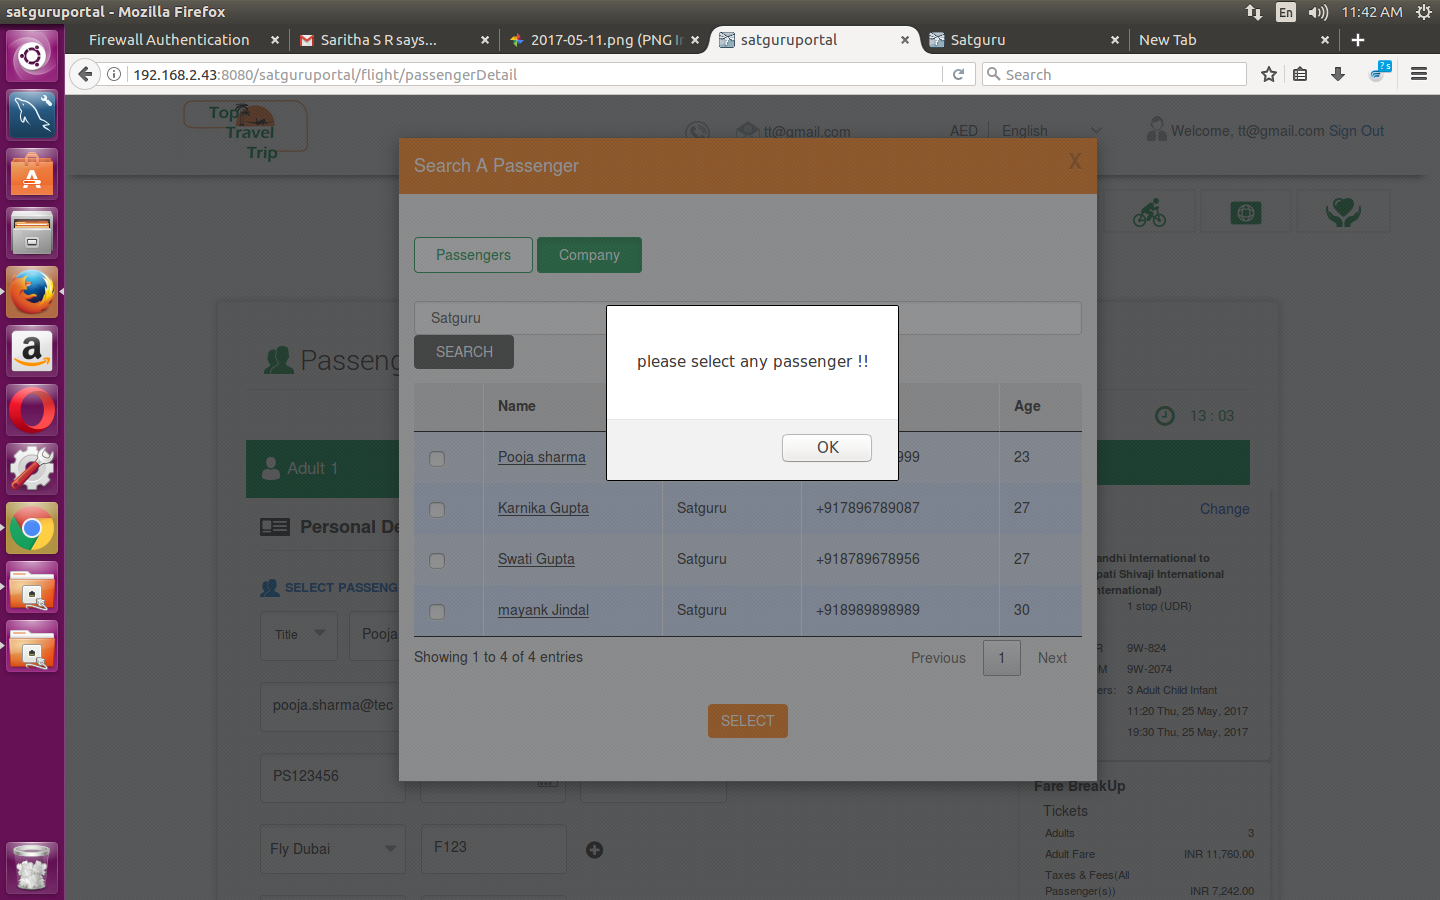 satguruportal - Mozilla Firefox
En
11:42 AM
Firewall Authentication
Saritha S R says...
2017-05-11.png (PNG I
satguruportal
Satguru
New Tab
192.168.2.43:8080/satguruportal/flight/passengerDetail
Search
?s
Top
Travel
Trip
tt@gmail.com
AED
English
Welcome, tt@gmail.com Sign Out
Search A Passenger
X
Passengers
Company
Satguru
SEARCH
please select any passenger !!
OK
Name
Age
Pooja sharma
999
23
Karnika Gupta
Satguru
+917896789087
27
Swati Gupta
Satguru
+918789678956
27
mayank Jindal
Satguru
+918989898989
30
Showing 1 to 4 of 4 entries
Previous
1
Next
SELECT
Passeng
13 : 03
Adult 1
Personal De
Change
SELECT PASSENG
Title
Pooja
pooja.sharma@tec
PS123456
Fly Dubai
F123
andhi International to
pati Shivaji International
nternational)
1 stop (UDR)
R
9W-824
M
9W-2074
ers:
3 Adult Child Infant
11:20 Thu, 25 May, 2017
19:30 Thu, 25 May, 2017
Fare BreakUp
Tickets
Adults
3
Adult Fare
INR 11,760.00
Taxes & Fees(All
Passenger(s))
INR 7,242.00